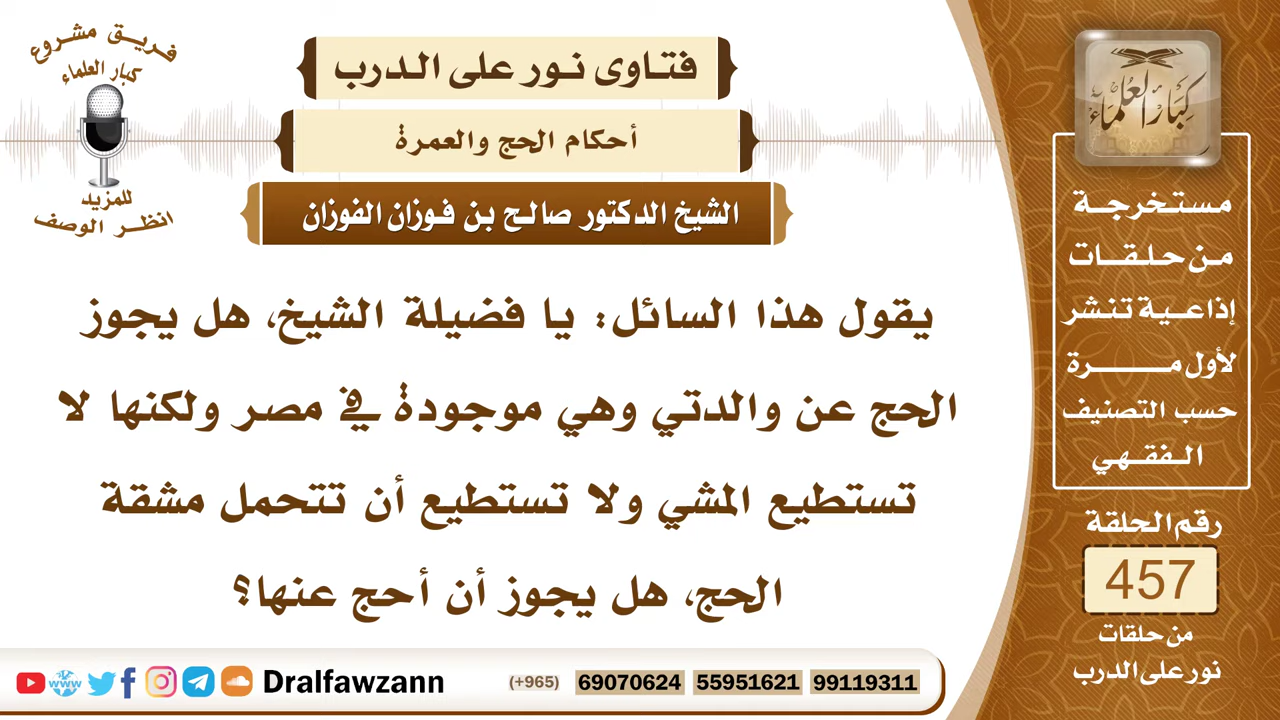 فريق مشروع
كبار العلماء
للمزيد
انظر الوصف
فتاوى نور على الدرب
أحكام الحج والعمرة
الشيخ الدكتور صالح بن فوزان الفوزان
يقول هذا السائل: يا فضيلة الشيخ، هل يجوز
الحج عن والدتي وهي موجودة في مصر ولكنها لا
تستطيع المشي ولا تستطيع أن تتحمل مشقة
الحج، هل يجوز أن أحج عنها؟
كبار العلماء
مستخرجة
من حلقات
إذاعية تنشر
لأول مرة
حسب التصنيف
الفقهي
رقم الحلقة
457
من حلقات
نور على الدرب
www Dralfawzann (+965) 69070624 55951621 99119311